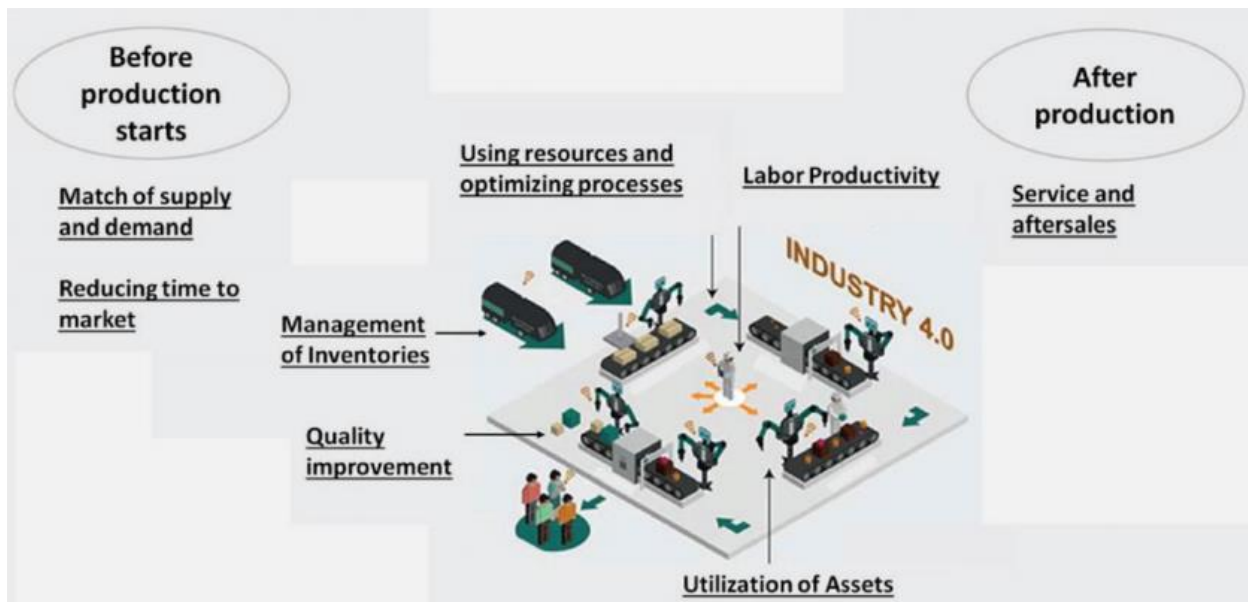 Before
production
starts
After
production
Using resources and
optimizing processes
Labor Productivity
Match of supply
and demand
Service and
aftersales
Reducing time to
market
INDUSTRY 4.0
Management
of Inventories
Quality
improvement
Utilization of Assets